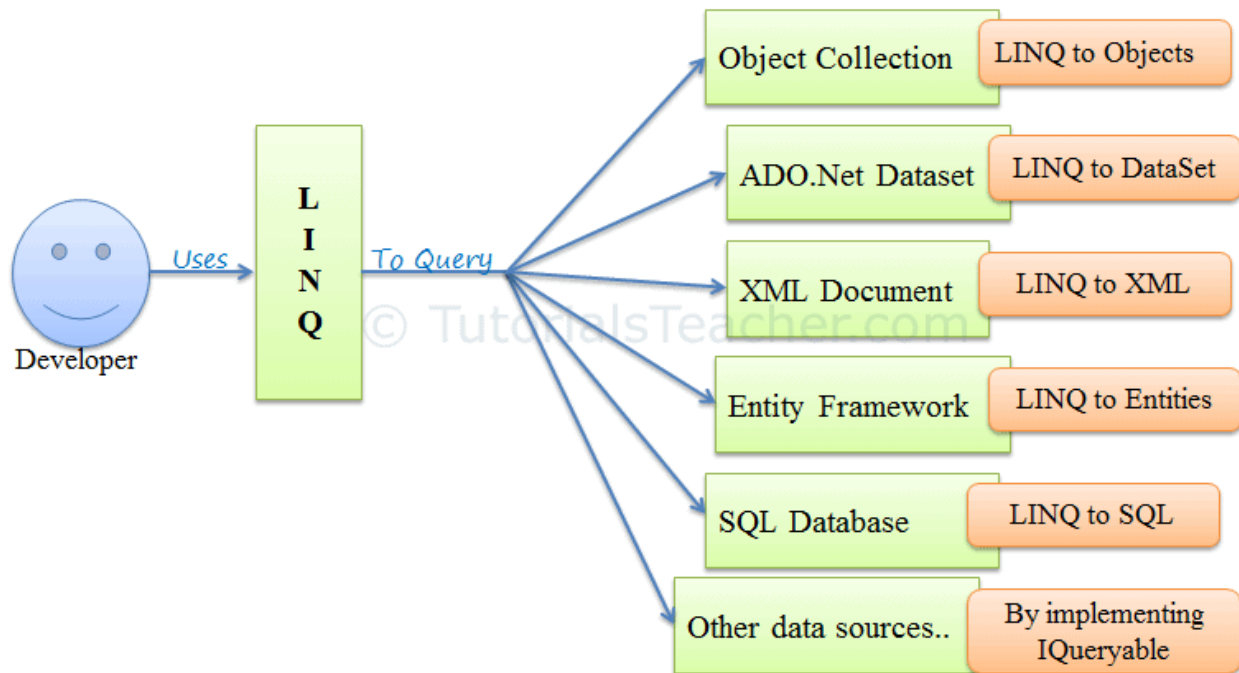 Developer
Uses
L
I
N
Q
To Query
Object Collection
LINQ to Objects
ADO.Net Dataset
LINQ to DataSet
XML Document
LINQ to XML
© TutorialsTeacher.com
Entity Framework
LINQ to Entities
SQL Database
LINQ to SQL
Other data sources..
By implementing
IQueryable